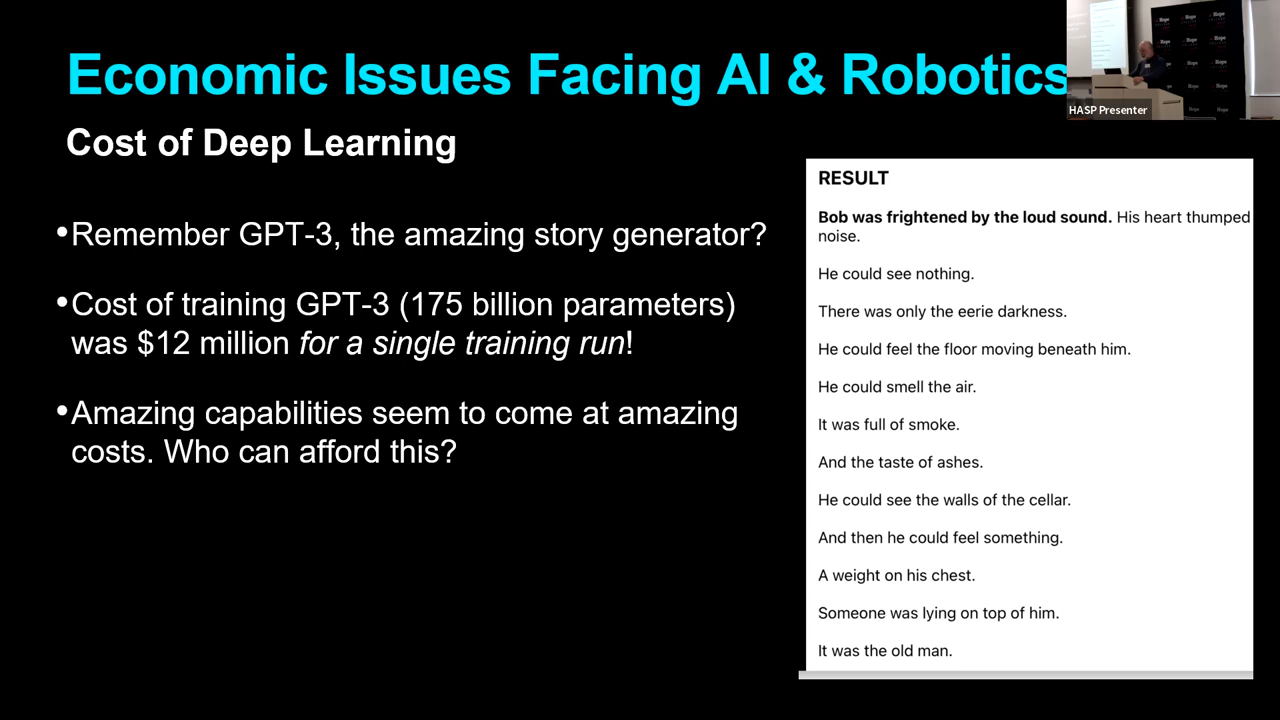 Economic Issues Facing AI & Robotics
HASP Presenter
Cost of Deep Learning
•Remember GPT-3, the amazing story generator?
•Cost of training GPT-3 (175 billion parameters)
was $12 million for a single training run!
•Amazing capabilities seem to come at amazing
costs. Who can afford this?
RESULT
Bob was frightened by the loud sound. His heart thumped
noise.
He could see nothing.
There was only the eerie darkness.
He could feel the floor moving beneath him.
He could smell the air.
It was full of smoke.
And the taste of ashes.
He could see the walls of the cellar.
And then he could feel something.
A weight on his chest.
Someone was lying on top of him.
It was the old man.